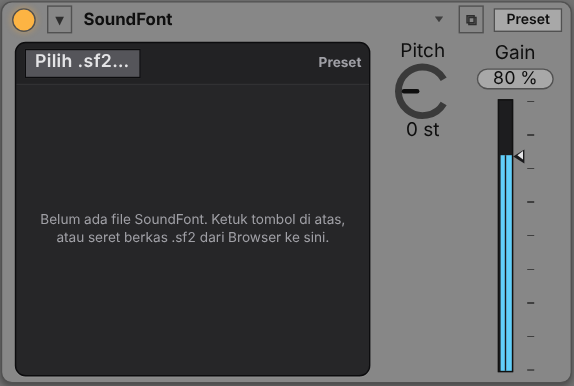 SoundFont
Preset
Pilih .sf2...
Preset
Belum ada file SoundFont. Ketuk tombol di atas,
atau seret berkas .sf2 dari Browser ke sini.
Pitch
0 st
Gain
80 %